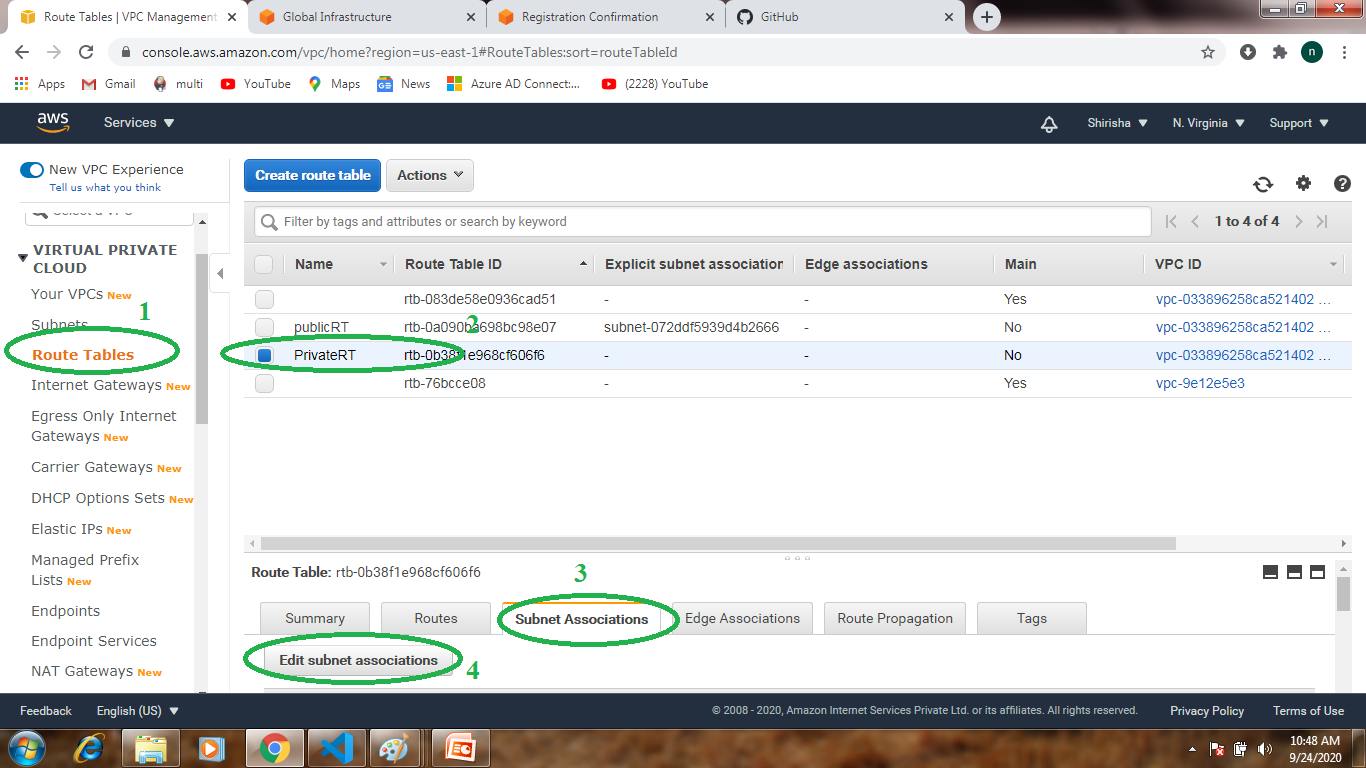 Route Tables | VPC Management
Global Infrastructure
Registration Confirmation
GitHub
console.aws.amazon.com/vpc/home?region=us-east-1#RouteTables:sort=routeTableId
n
Apps
Gmail
multi
YouTube
Maps
News
Azure AD Connect:...
(2228) YouTube
aws
Services
Shirisha
N. Virginia
Support
New VPC Experience
Tell us what you think
Create route table
Actions
Select a VPC
Filter by tags and attributes or search by keyword
1 to 4 of 4
VIRTUAL PRIVATE
CLOUD
Your VPCs New
1
Subnets
Route Tables
Internet Gateways New
Egress Only Internet
Gateways New
Carrier Gateways New
DHCP Options Sets New
Elastic IPs New
Managed Prefix
Lists New
Endpoints
Endpoint Services
NAT Gateways New
Name Route Table ID Explicit subnet association Edge associations Main VPC ID
rtb-083de58e0936cad51 - - Yes vpc-033896258ca521402 ...
publicRT rtb-0a090ba698bc98e07 subnet-072ddf5939d4b2666 - No vpc-033896258ca521402 ...
2
PrivateRT rtb-0b38f1e968cf606f6 - - No vpc-033896258ca521402 ...
rtb-76bcce08 - - Yes vpc-9e12e5e3
Route Table: rtb-0b38f1e968cf606f6
3
Summary
Routes
Subnet Associations
Edge Associations
Route Propagation
Tags
Edit subnet associations
4
Feedback
English (US)
© 2008 - 2020, Amazon Internet Services Private Ltd. or its affiliates. All rights reserved.
Privacy Policy
Terms of Use
10:48 AM
9/24/2020